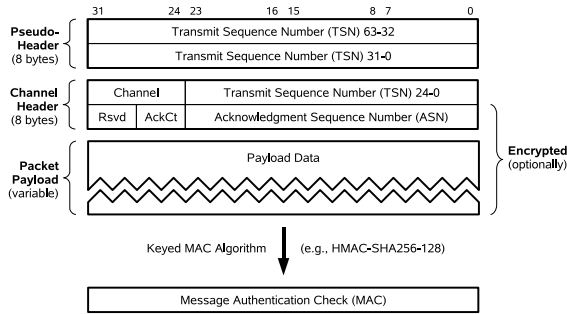 31 24 23 16 15 8 7 0
Pseudo-
Header
(8 bytes)
Transmit Sequence Number (TSN) 63-32
Transmit Sequence Number (TSN) 31-0
Channel
Header
(8 bytes)
Channel
Transmit Sequence Number (TSN) 24-0
Rsvd
AckCt
Acknowledgment Sequence Number (ASN)
Packet
Payload
(variable)
Payload Data
Encrypted
(optionally)
Keyed MAC Algorithm
(e.g., HMAC-SHA256-128)
Message Authentication Check (MAC)